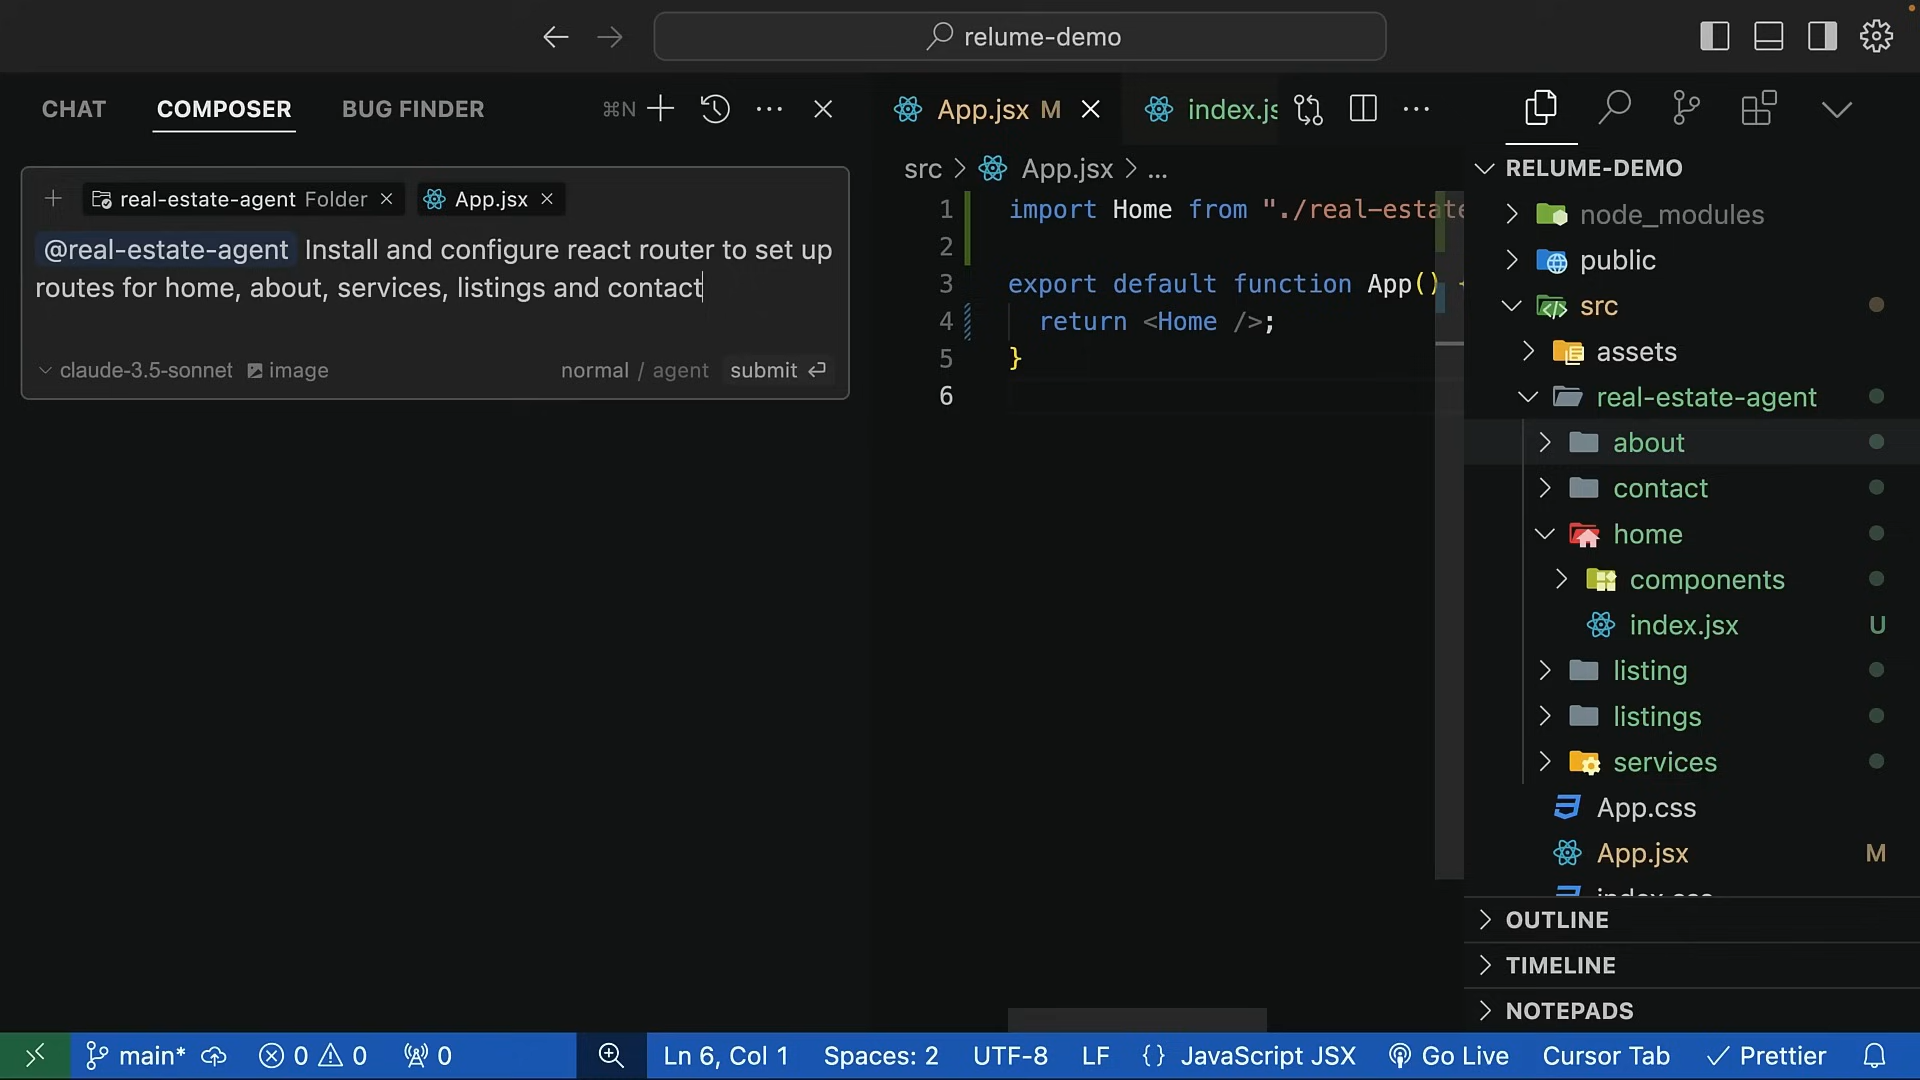 relume-demo
CHAT COMPOSER BUG FINDER ⌘N
real-estate-agent Folder App.jsx
@real-estate-agent Install and configure react router to set up
routes for home, about, services, listings and contact
claude-3.5-sonnet image normal / agent submit
App.jsx M index.js
src > App.jsx > ...
1 import Home from "./real-estate
2
3 export default function App() {
4 return <Home />;
5 }
6
RELUME-DEMO
node_modules
public
src
assets
real-estate-agent
about
contact
home
components
index.jsx U
listing
listings
services
App.css
App.jsx M
index.css
OUTLINE
TIMELINE
NOTEPADS
main* 0 0 0 Ln 6, Col 1 Spaces: 2 UTF-8 LF {} JavaScript JSX Go Live Cursor Tab Prettier